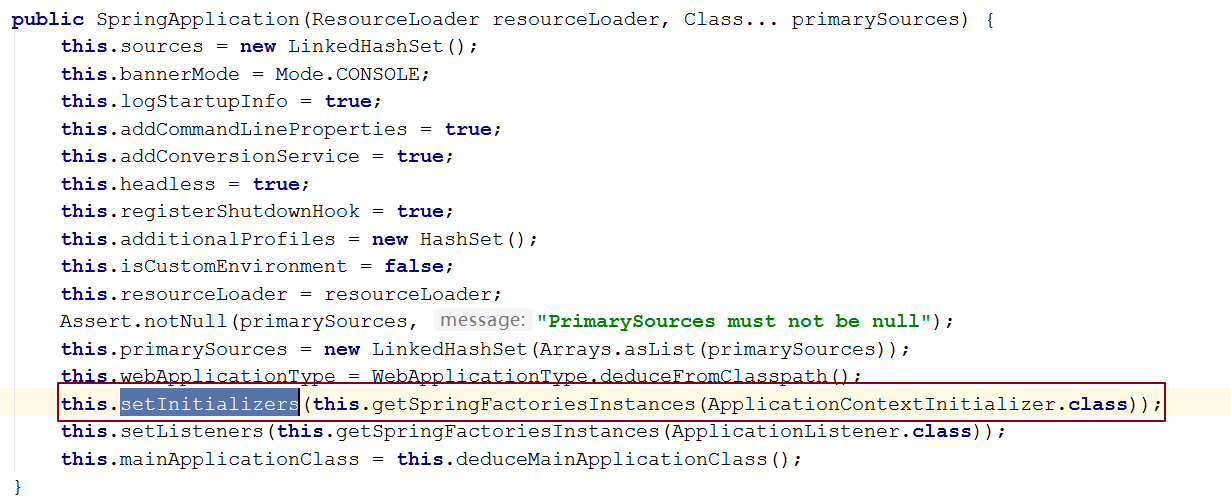 public SpringApplication(ResourceLoader resourceLoader, Class... primarySources) {
    this.sources = new LinkedHashSet();
    this.bannerMode = Mode.CONSOLE;
    this.logStartupInfo = true;
    this.addCommandLineProperties = true;
    this.addConversionService = true;
    this.headless = true;
    this.registerShutdownHook = true;
    this.additionalProfiles = new HashSet();
    this.isCustomEnvironment = false;
    this.resourceLoader = resourceLoader;
    Assert.notNull(primarySources, message: "PrimarySources must not be null");
    this.primarySources = new LinkedHashSet(Arrays.asList(primarySources));
    this.webApplicationType = WebApplicationType.deduceFromClasspath();
    this.setInitializers(this.getSpringFactoriesInstances(ApplicationContextInitializer.class));
    this.setListeners(this.getSpringFactoriesInstances(ApplicationListener.class));
    this.mainApplicationClass = this.deduceMainApplicationClass();
}